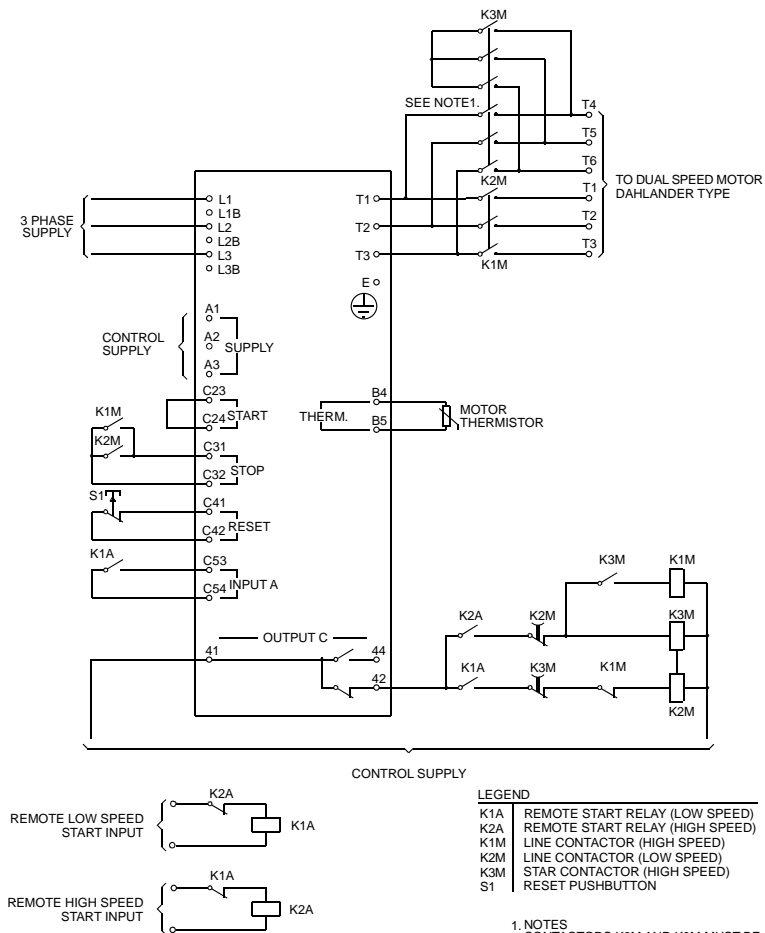 K3M
SEE NOTE1.
T4
T5
T6
K2M
T1
T2
T3
K1M
TO DUAL SPEED MOTOR
DAHLANDER TYPE
3 PHASE
SUPPLY
L1
L1B
L2
L2B
L3
L3B
T1
T2
T3
E
CONTROL
SUPPLY
A1
A2
A3
SUPPLY
C23
C24
START
K1M
K2M
C31
C32
STOP
S1
C41
C42
RESET
K1A
C53
C54
INPUT A
THERM.
B4
B5
MOTOR
THERMISTOR
OUTPUT C
41
44
42
K2A
K2M
K3M
K1M
K3M
K1A
K3M
K1M
K2M
CONTROL SUPPLY
REMOTE LOW SPEED
START INPUT
K2A
K1A
REMOTE HIGH SPEED
START INPUT
K1A
K2A
LEGEND
K1A REMOTE START RELAY (LOW SPEED)
K2A REMOTE START RELAY (HIGH SPEED)
K1M LINE CONTACTOR (HIGH SPEED)
K2M LINE CONTACTOR (LOW SPEED)
K3M STAR CONTACTOR (HIGH SPEED)
S1 RESET PUSHBUTTON
1. NOTES